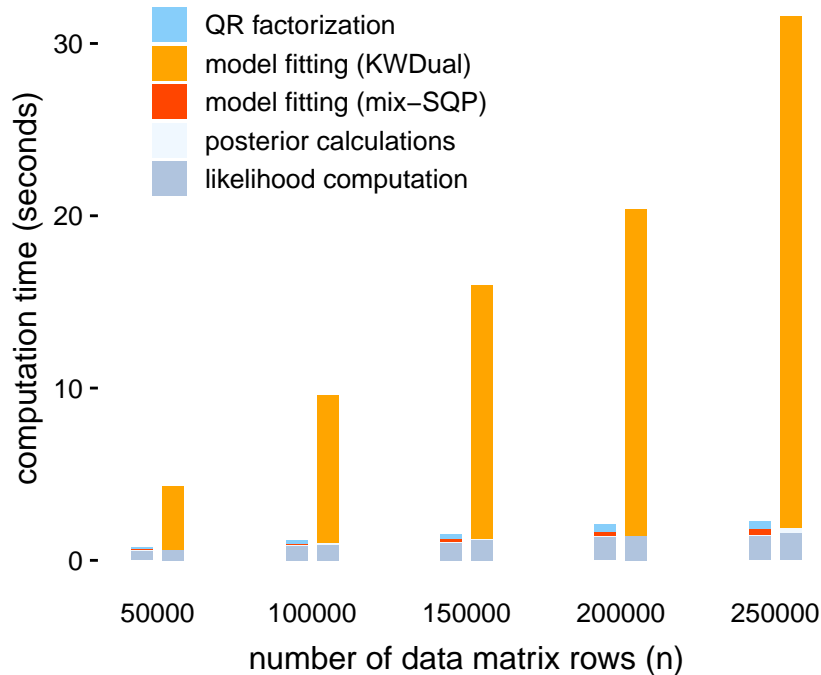 QR factorization
model fitting (KWDual)
model fitting (mix−SQP)
posterior calculations
likelihood computation
computation time (seconds)
30
20
10
0
50000 100000 150000 200000 250000
number of data matrix rows (n)